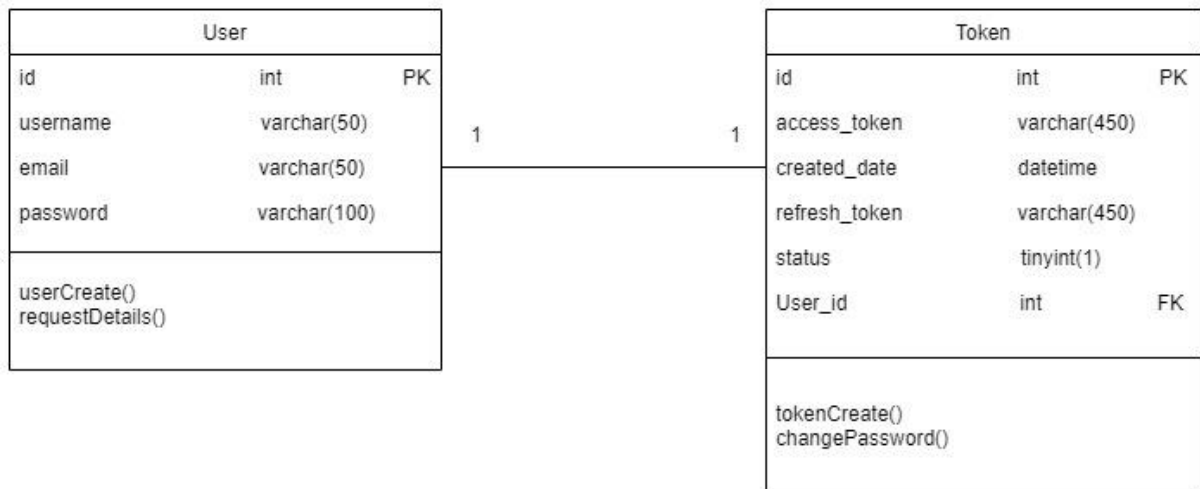 User
id int PK
username varchar(50)
email varchar(50)
password varchar(100)
userCreate()
requestDetails()
1 1
Token
id int PK
access_token varchar(450)
created_date datetime
refresh_token varchar(450)
status tinyint(1)
User_id int FK
tokenCreate()
changePassword()